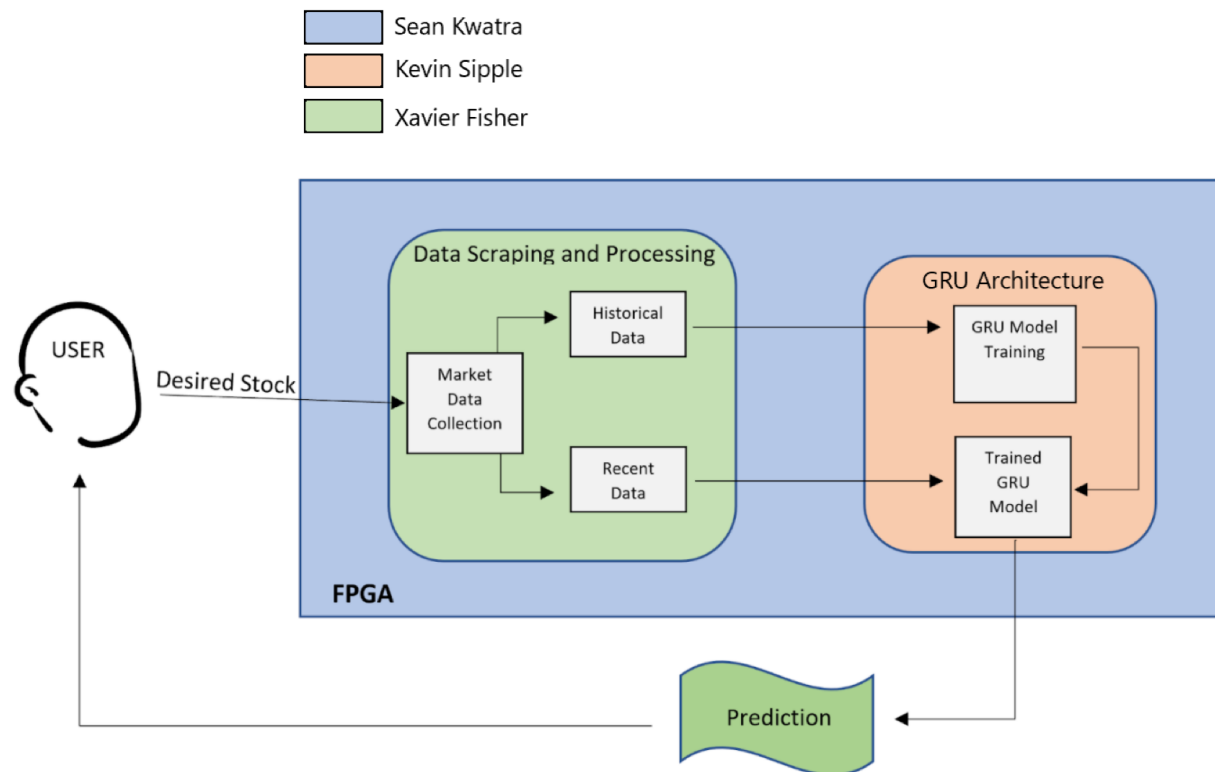 Sean Kwatra
Kevin Sipple
Xavier Fisher
Data Scraping and Processing
GRU Architecture
Historical
Data
GRU Model
Training
USER
Desired Stock
Market
Data
Collection
Recent
Data
Trained
GRU
Model
FPGA
Prediction